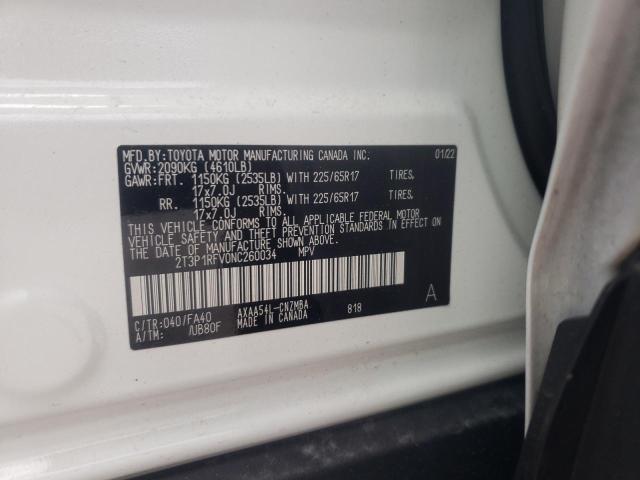 MFD.BY:TOYOTA MOTOR MANUFACTURING CANADA INC. 01/22
GVWR:2090KG (4610LB)
GAWR:FRT. 1150KG (2535LB) WITH 225/65R17 TIRES,
17x7.0J RIMS.
RR. 1150KG (2535LB) WITH 225/65R17 TIRES,
17x7.0J RIMS.
THIS VEHICLE CONFORMS TO ALL APPLICABLE FEDERAL MOTOR
VEHICLE SAFETY STANDARDS IN EFFECT ON
THE DATE OF MANUFACTURE SHOWN ABOVE.
2T3P1RFV0NC260034 MPV
C/TR:040/FA40 AXAA54L-CNZMBA 818 A
A/TM: /UB80F MADE IN CANADA